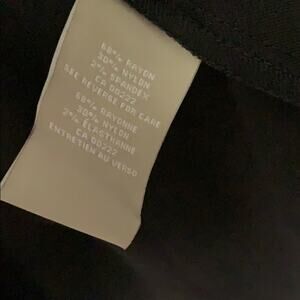 68% RAYON
30% NYLON
2% SPANDEX
CA 00222
SEE REVERSE FOR CARE
68% RAYONNE
30% NYLON
2% ELASTHANNE
CA 00222
ENTRETIEN AU VERSO